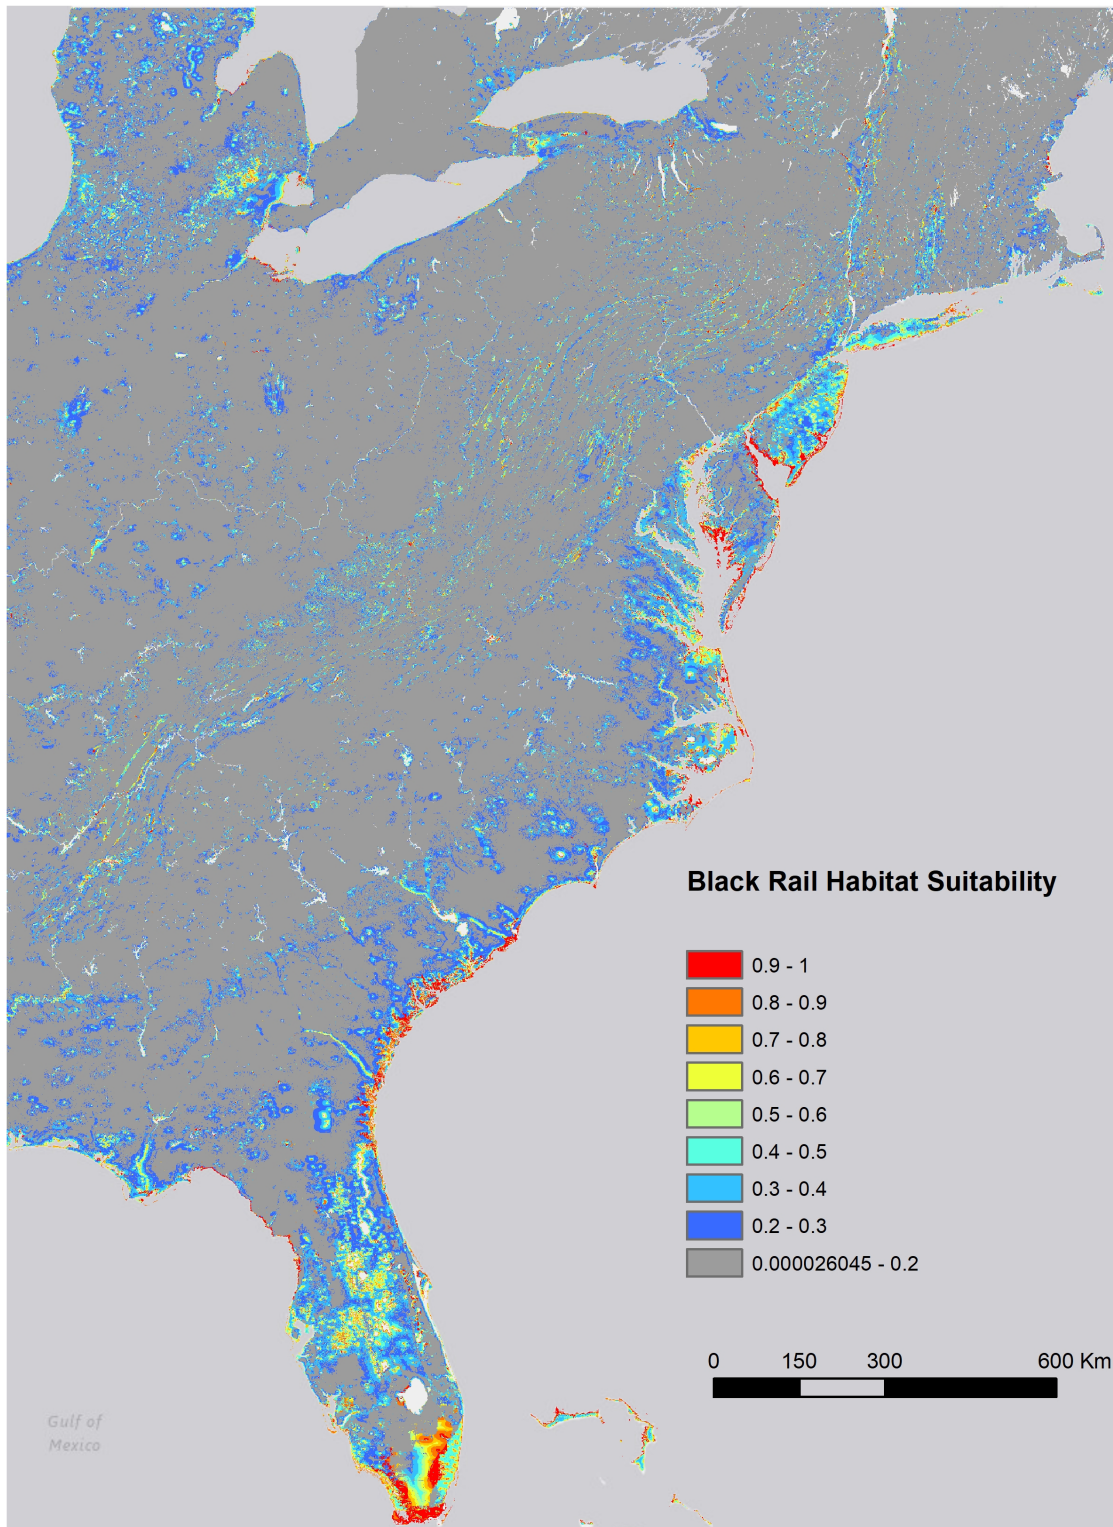 Black Rail Habitat Suitability
0.9 - 1
0.8 - 0.9
0.7 - 0.8
0.6 - 0.7
0.5 - 0.6
0.4 - 0.5
0.3 - 0.4
0.2 - 0.3
0.000026045 - 0.2
0 150 300 600 Km
Gulf of
Mexico